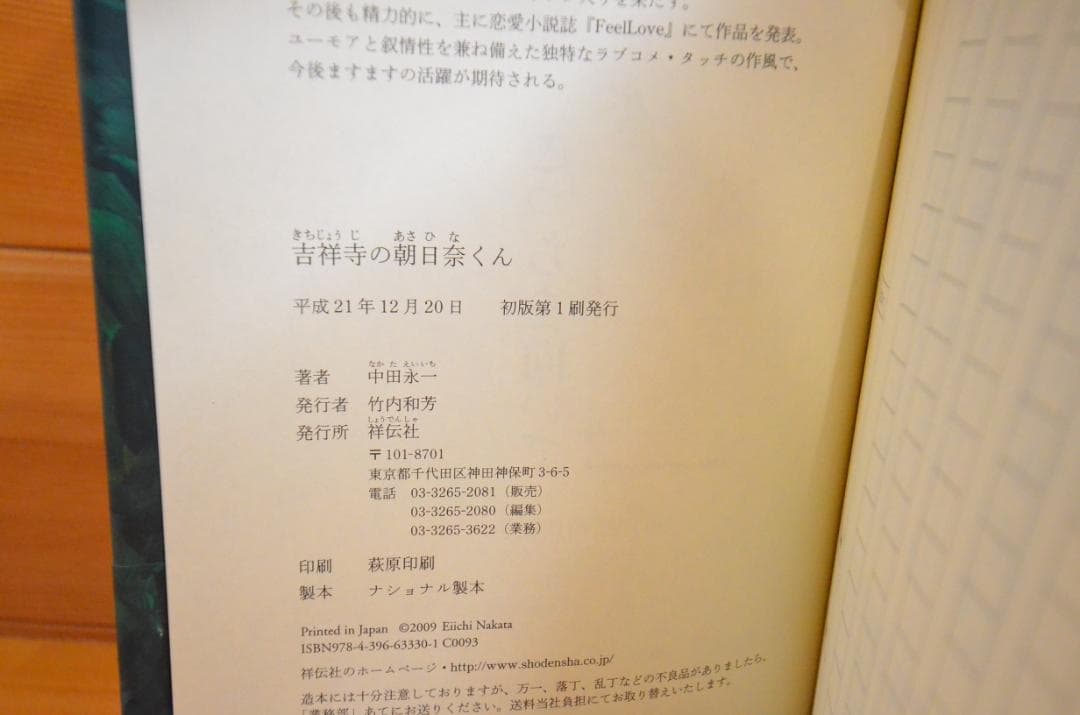 を果たす。
その後も精力的に、主に恋愛小説誌『FeelLove』にて作品を発表。
ユーモアと叙情性を兼ね備えた独特なラブコメ・タッチの作風で、
今後ますますの活躍が期待される。
きちじょうじ あさひな
吉祥寺の朝日奈くん
平成21年12月20日 初版第1刷発行
なかたえいいち
著者 中田永一
発行者 竹内和芳
しょうでんしゃ
発行所 祥伝社
〒101-8701
東京都千代田区神田神保町3-6-5
電話 03-3265-2081（販売）
03-3265-2080（編集）
03-3265-3622（業務）
印刷 萩原印刷
製本 ナショナル製本
Printed in Japan ©2009 Eiichi Nakata
ISBN978-4-396-63330-1 C0093
祥伝社のホームページ・http://www.shodensha.co.jp/
造本には十分注意しておりますが、万一、落丁、乱丁などの不良品がありましたら、
「業務部」あてにお送りください。送料当社負担にてお取り替えいたします。